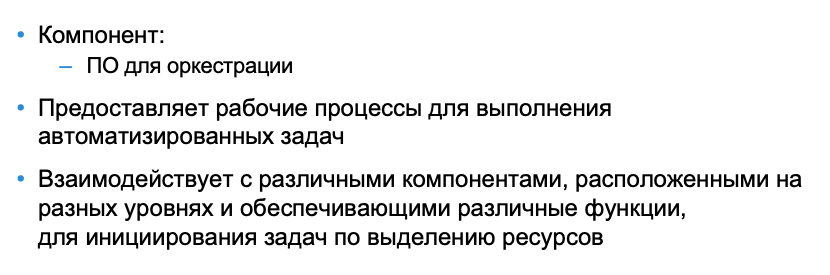 • Компонент:
– ПО для оркестрации
• Предоставляет рабочие процессы для выполнения
автоматизированных задач
• Взаимодействует с различными компонентами, расположенными на
разных уровнях и обеспечивающими различные функции,
для инициирования задач по выделению ресурсов